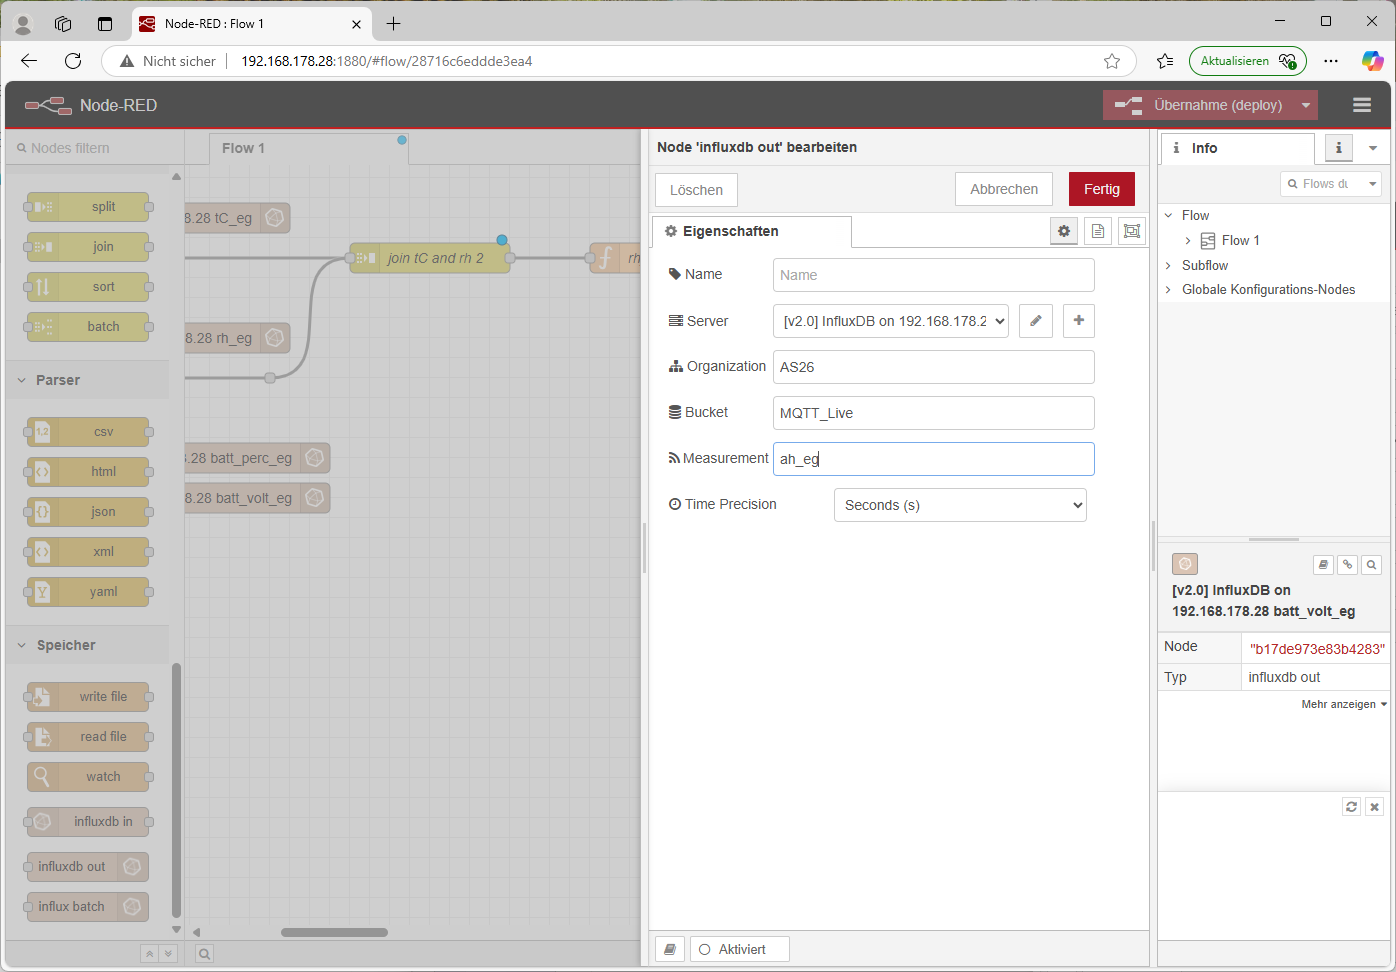 Node-RED : Flow 1
Nicht sicher
192.168.178.28:1880/#flow/28716c6eddde3ea4
Aktualisieren
Node-RED
Übernahme (deploy)
Nodes filtern
split
join
sort
batch
Parser
csv
html
json
xml
yaml
Speicher
write file
read file
watch
influxdb in
influxdb out
influx batch
Flow 1
8.28 tC_eg
join tC and rh 2
rh
8.28 rh_eg
.28 batt_perc_eg
8.28 batt_volt_eg
Node 'influxdb out' bearbeiten
Löschen
Abbrechen
Fertig
Eigenschaften
Name
Name
Server
[v2.0] InfluxDB on 192.168.178.2
Organization
AS26
Bucket
MQTT_Live
Measurement
ah_eg
Time Precision
Seconds (s)
Aktiviert
Info
Flows du
Flow
Flow 1
Subflow
Globale Konfigurations-Nodes
[v2.0] InfluxDB on
192.168.178.28 batt_volt_eg
Node
"b17de973e83b4283"
Typ
influxdb out
Mehr anzeigen